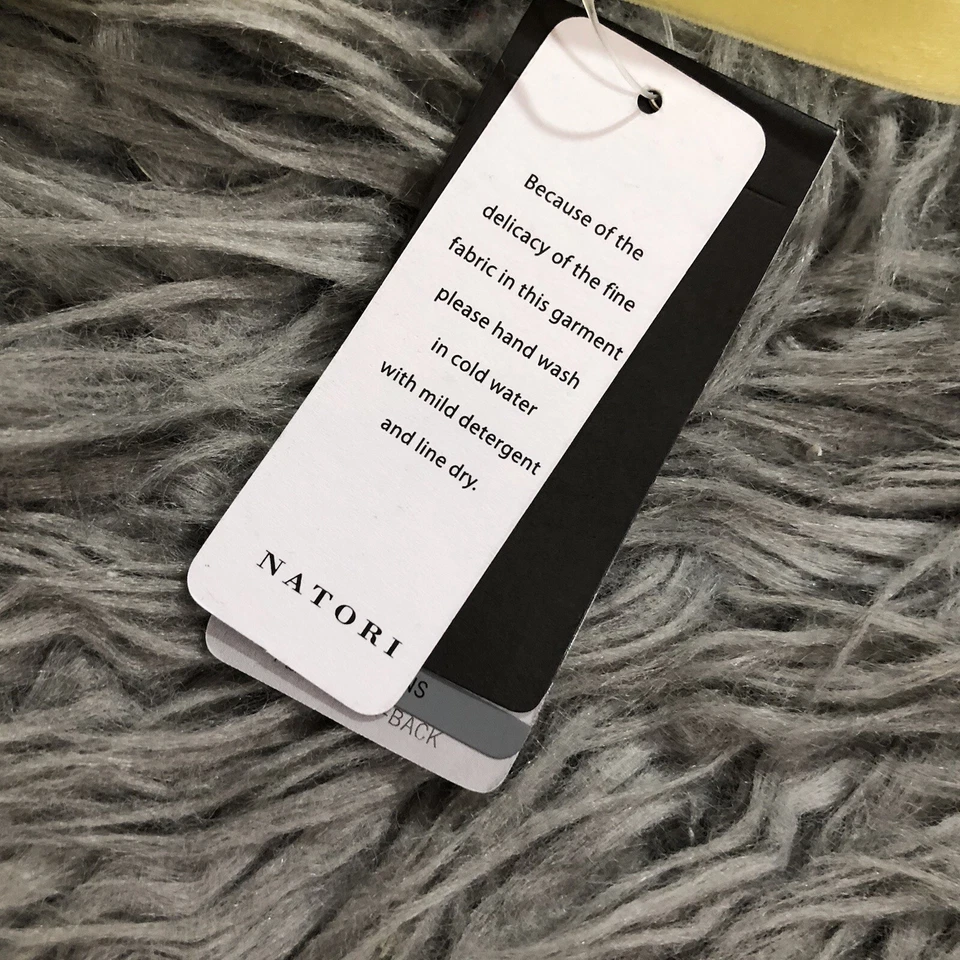 Because of the
delicacy of the fine
fabric in this garment
please hand wash
in cold water
with mild detergent
and line dry.
NATORI
NS
-BACK